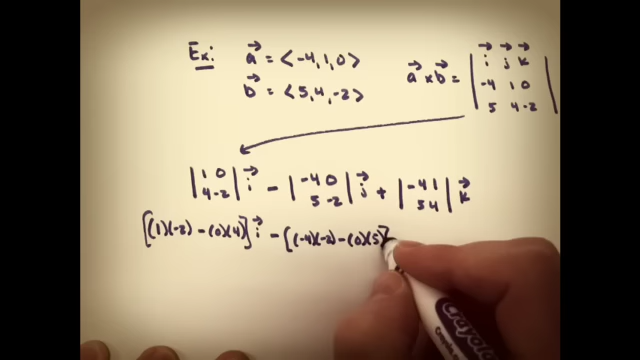 Ex: a⃗ = <-4, 1, 0>
b⃗ = <5, 4, -2>
a⃗ x b⃗ = | i⃗ j⃗ k⃗ |
-4 1 0
5 4 -2
|1 0| i⃗ - |-4 0| j⃗ + |-4 1| k⃗
4 -2 5 -2 5 4
[(1)(-2) - (0)(4)] i⃗ - [(-4)(-2) - (0)(5)]
Crayola